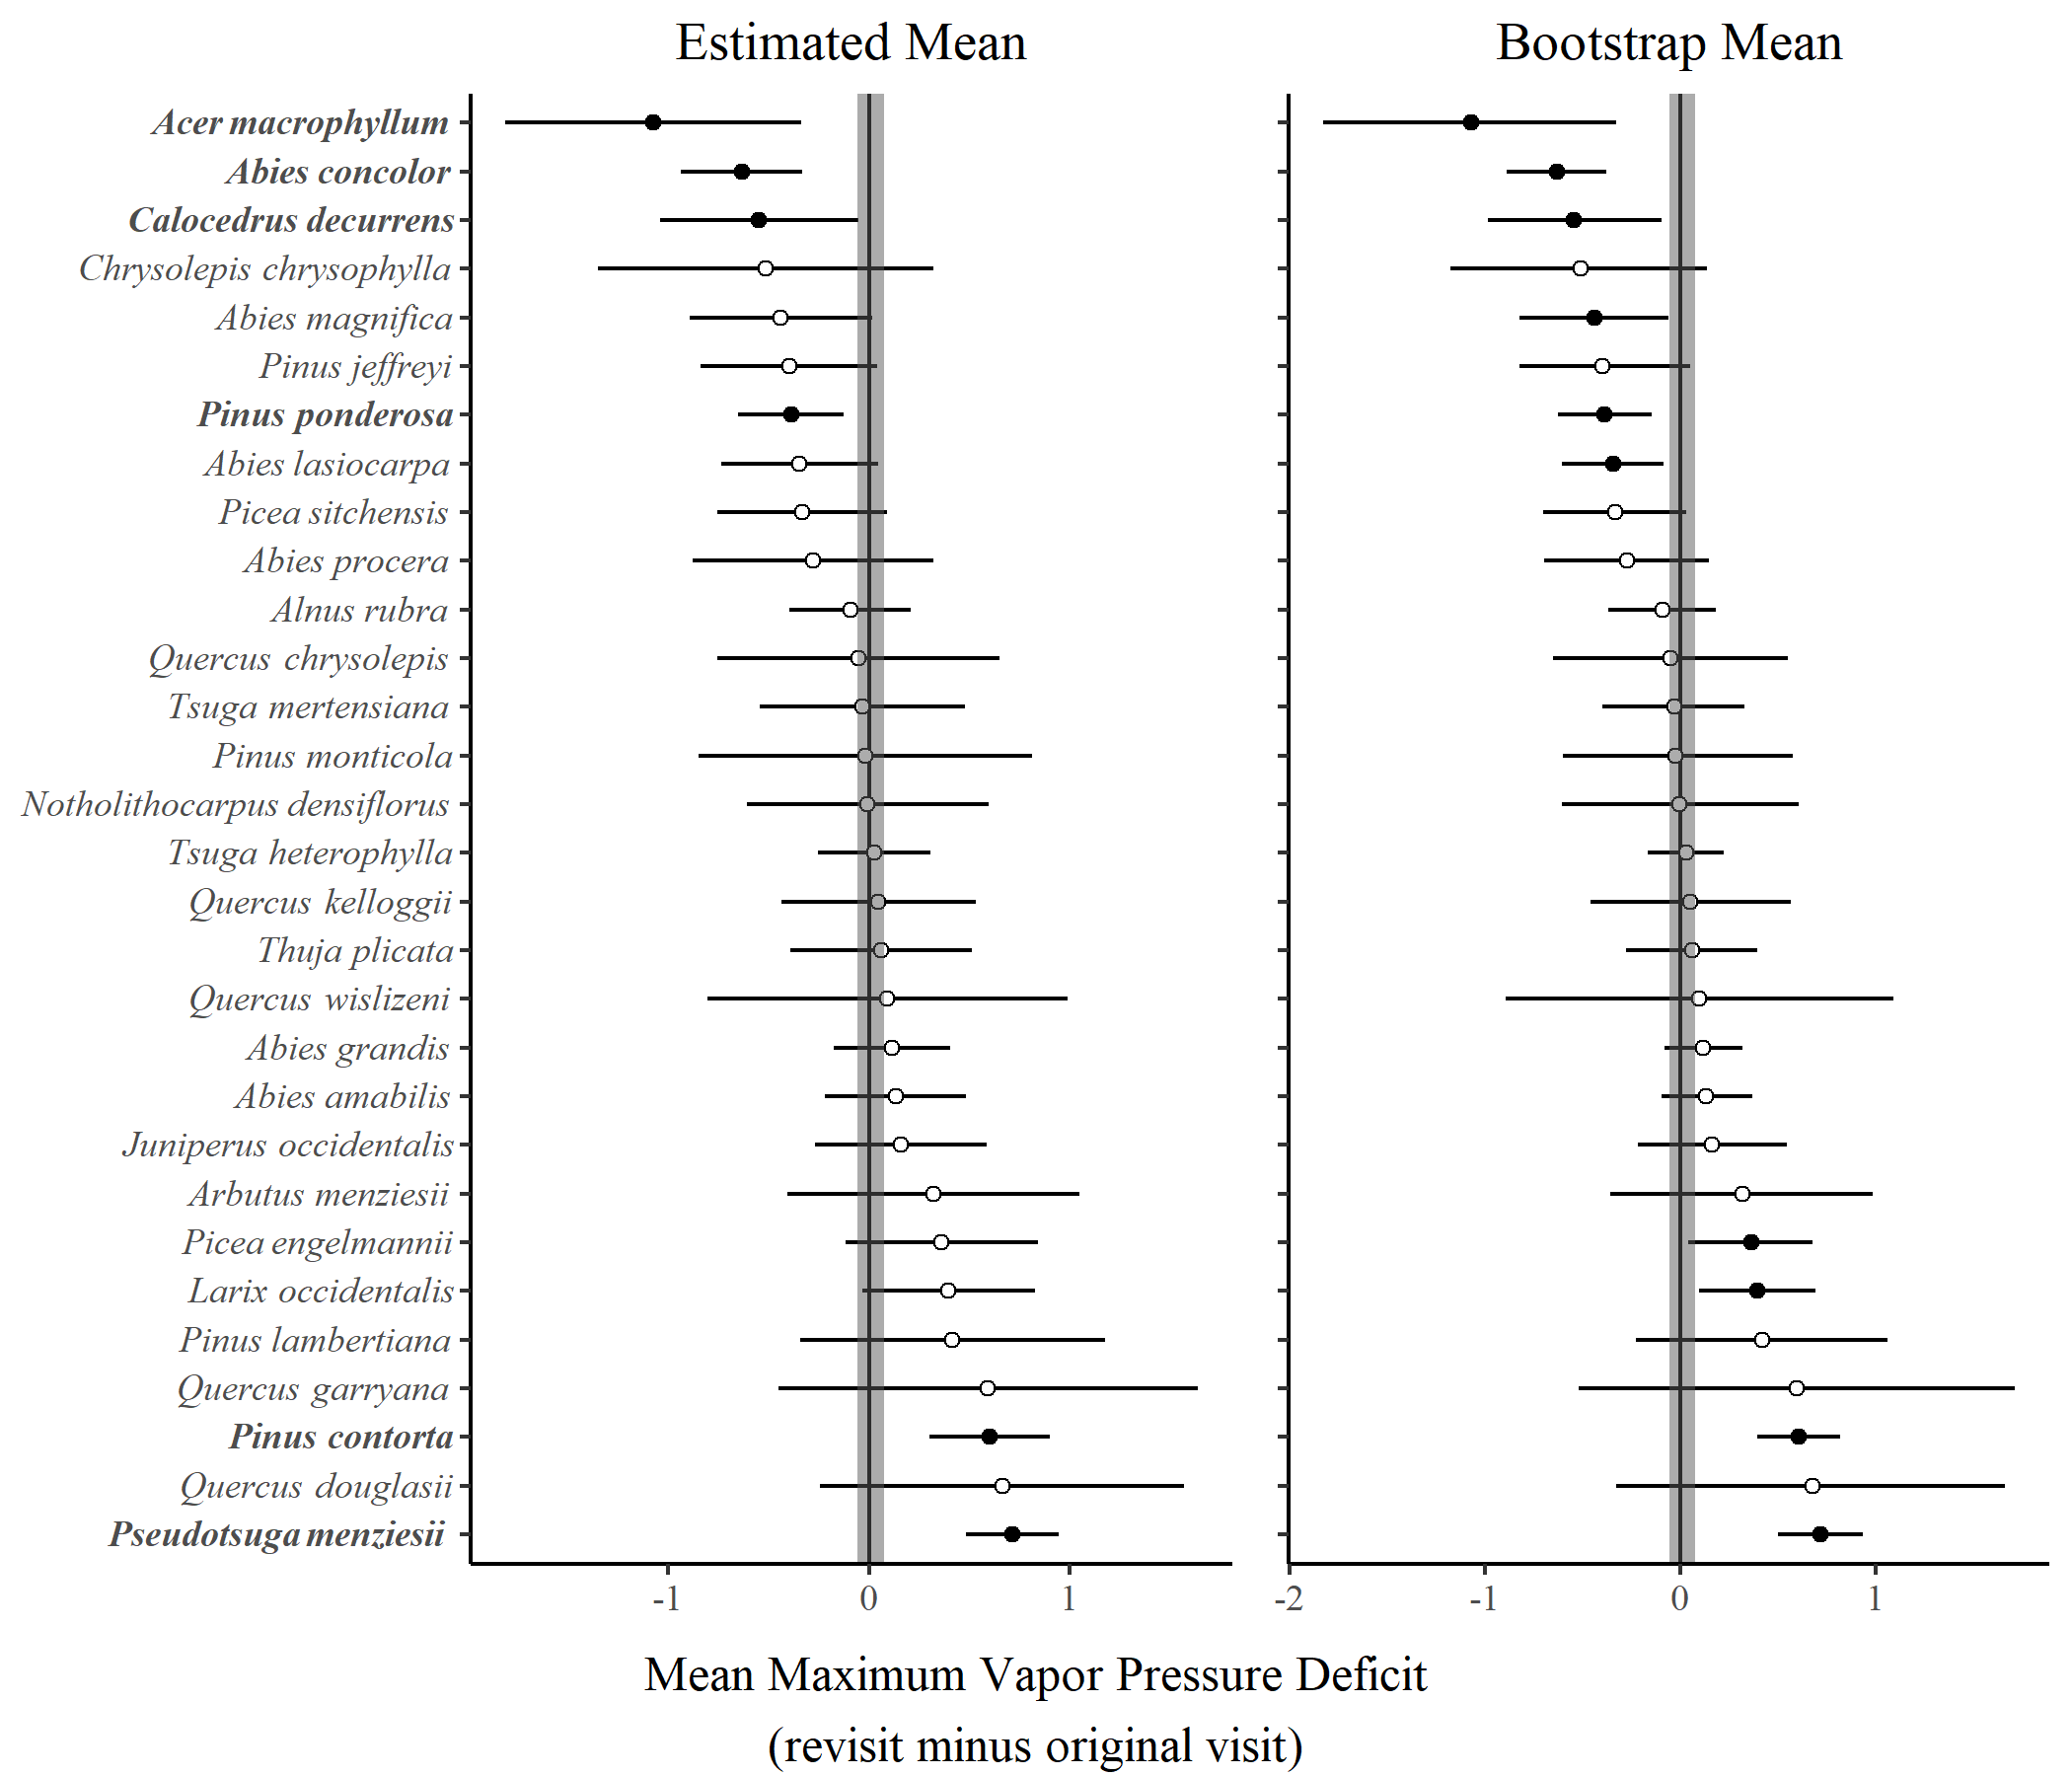 Estimated Mean
Bootstrap Mean
Acer macrophyllum
Abies concolor
Calocedrus decurrens
Chrysolepis chrysophylla
Abies magnifica
Pinus jeffreyi
Pinus ponderosa
Abies lasiocarpa
Picea sitchensis
Abies procera
Alnus rubra
Quercus chrysolepis
Tsuga mertensiana
Pinus monticola
Notholithocarpus densiflorus
Tsuga heterophylla
Quercus kelloggii
Thuja plicata
Quercus wislizeni
Abies grandis
Abies amabilis
Juniperus occidentalis
Arbutus menziesii
Picea engelmannii
Larix occidentalis
Pinus lambertiana
Quercus garryana
Pinus contorta
Quercus douglasii
Pseudotsuga menziesii
-1 0 1
-2 -1 0 1
Mean Maximum Vapor Pressure Deficit
(revisit minus original visit)